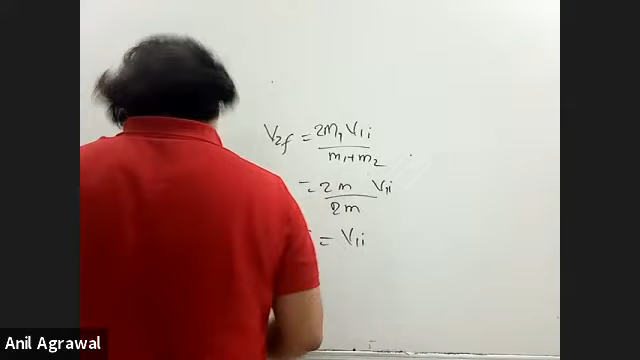 V2f = 2m1 V1i / m1+m2
= 2m / 2m V1i
= V1i
Anil Agrawal